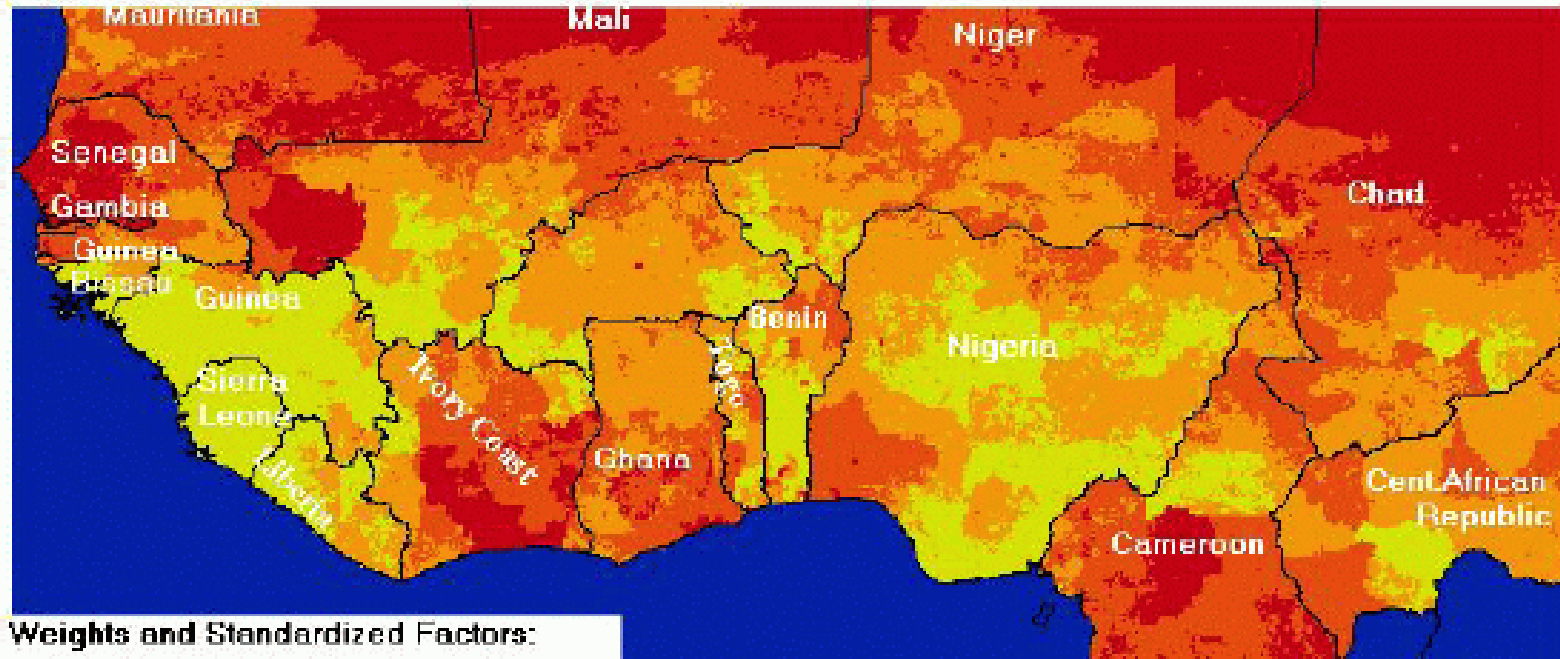 Mauritania
Mali
Niger
Senegal
Gambia
Guinea
Bissau
Guinea
Sierra
Leone
Liberia
Ivory Coast
Ghana
Togo
Benin
Nigeria
Chad
Cent.African
Republic
Cameroon
Weights and Standardized Factors: